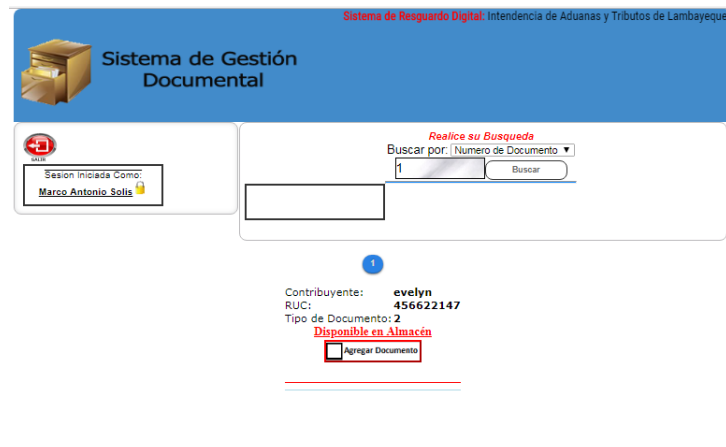 Sistema de Resguardo Digital: Intendencia de Aduanas y Tributos de Lambayeque
Sistema de Gestión
Documental
SALIR
Sesion Iniciada Como:
Marco Antonio Solis
Realice su Busqueda
Buscar por: Numero de Documento
1
Buscar
1
Contribuyente: evelyn
RUC: 456622147
Tipo de Documento: 2
Disponible en Almacén
Agregar Documento